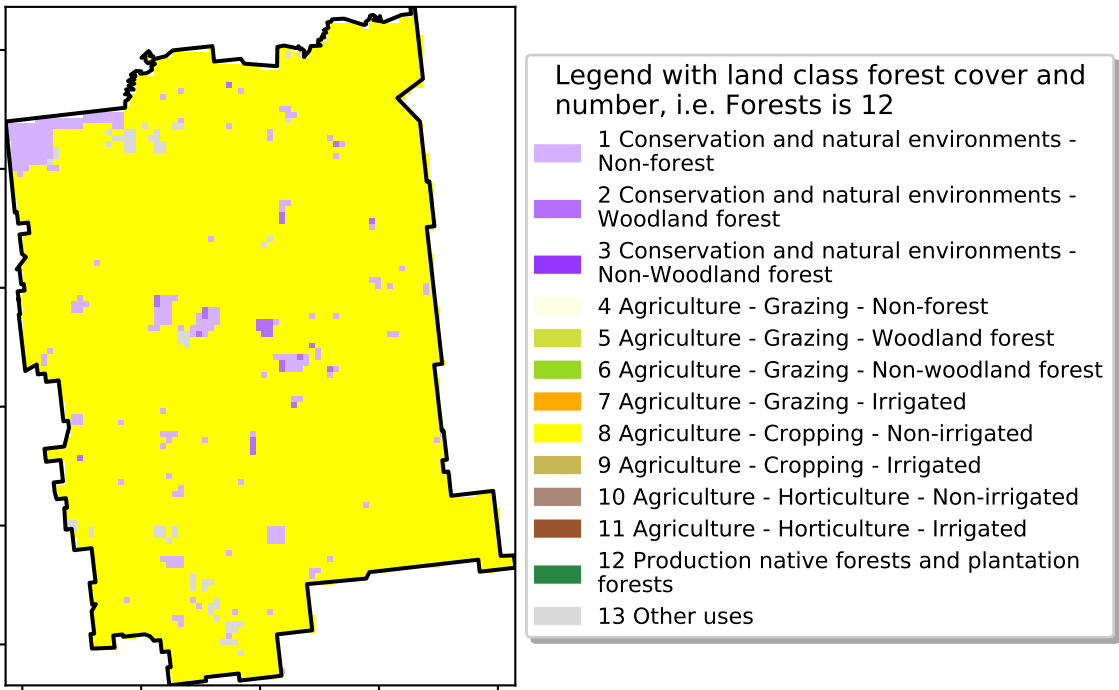 Legend with land class forest cover and
number, i.e. Forests is 12
1 Conservation and natural environments -
Non-forest
2 Conservation and natural environments -
Woodland forest
3 Conservation and natural environments -
Non-Woodland forest
4 Agriculture - Grazing - Non-forest
5 Agriculture - Grazing - Woodland forest
6 Agriculture - Grazing - Non-woodland forest
7 Agriculture - Grazing - Irrigated
8 Agriculture - Cropping - Non-irrigated
9 Agriculture - Cropping - Irrigated
10 Agriculture - Horticulture - Non-irrigated
11 Agriculture - Horticulture - Irrigated
12 Production native forests and plantation
forests
13 Other uses